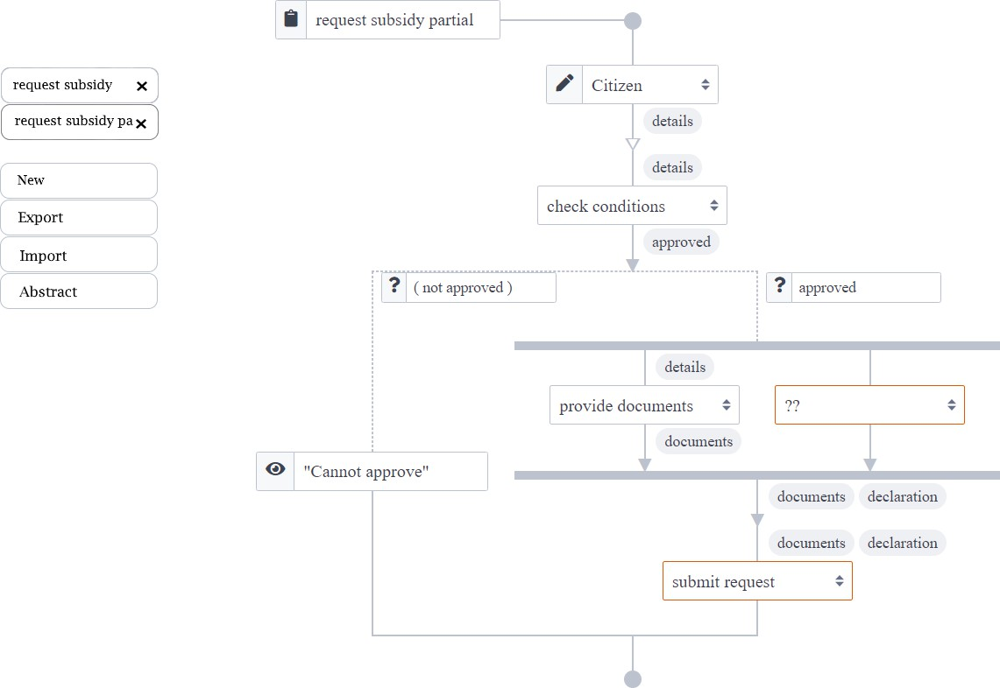 request subsidy partial
request subsidy
request subsidy pa
New
Export
Import
Abstract
Citizen
details
details
check conditions
approved
? ( not approved )
? approved
details
provide documents
??
documents
"Cannot approve"
documents declaration
documents declaration
submit request